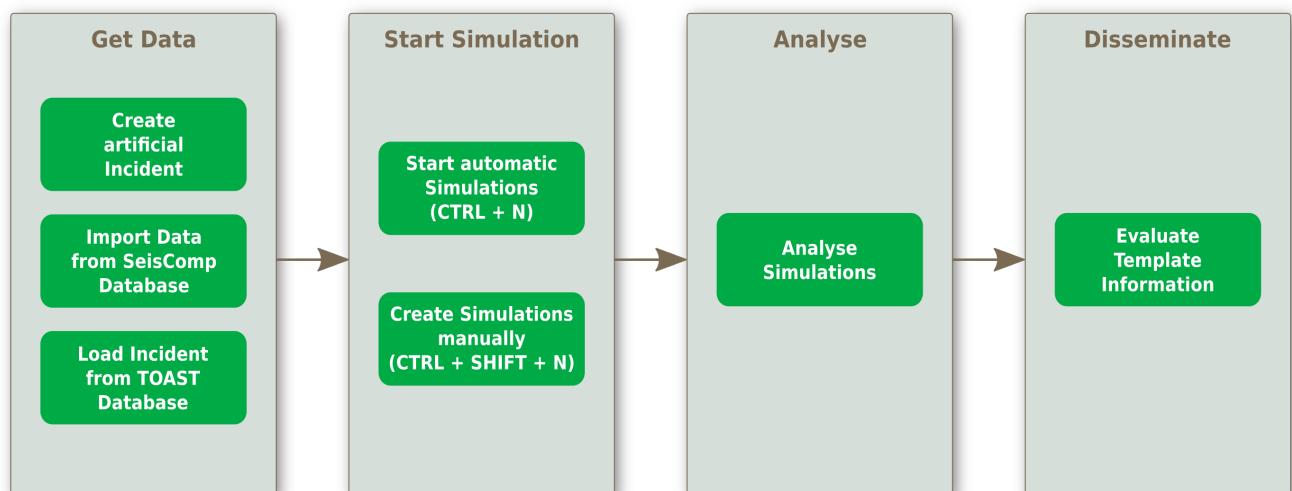 Get Data
Create
artificial
Incident
Import Data
from SeisComp
Database
Load Incident
from TOAST
Database
Start Simulation
Start automatic
Simulations
(CTRL + N)
Create Simulations
manually
(CTRL + SHIFT + N)
Analyse
Analyse
Simulations
Disseminate
Evaluate
Template
Information